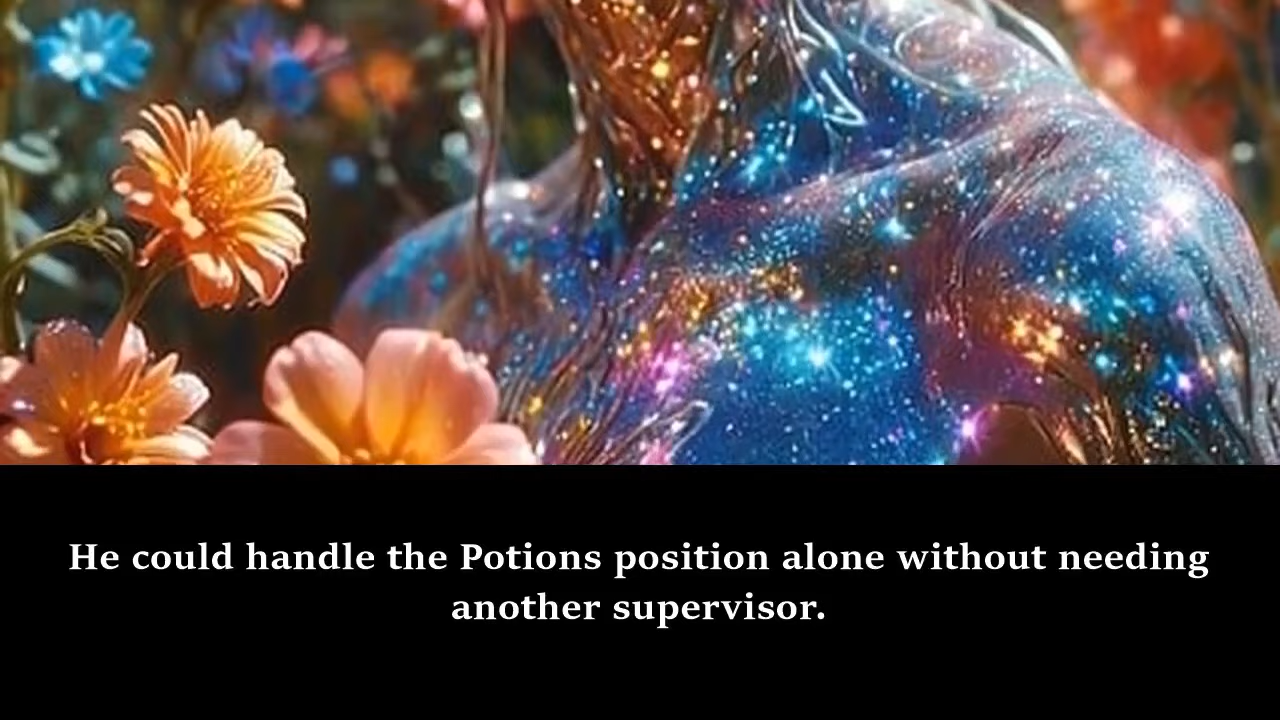 He could handle the Potions position alone without needing
another supervisor.